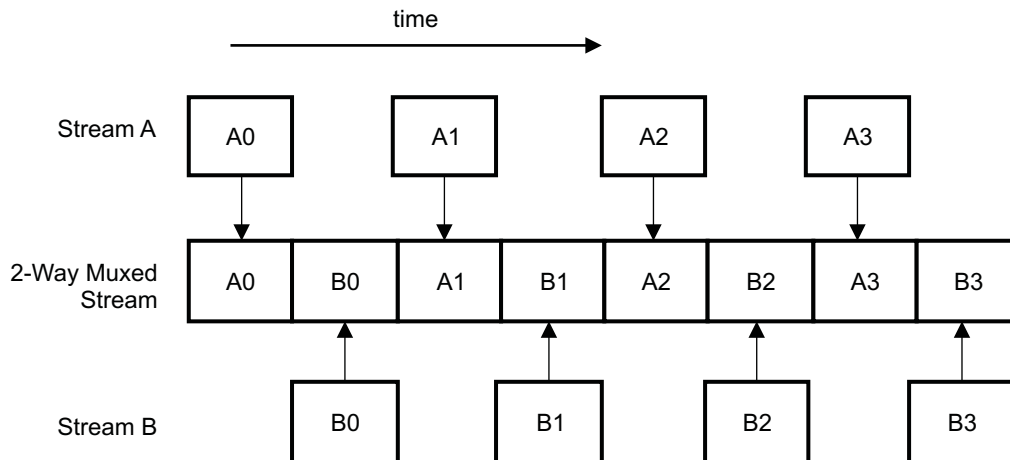 time
Stream A
A0 A1 A2 A3
2-Way Muxed
Stream
A0 B0 A1 B1 A2 B2 A3 B3
Stream B
B0 B1 B2 B3